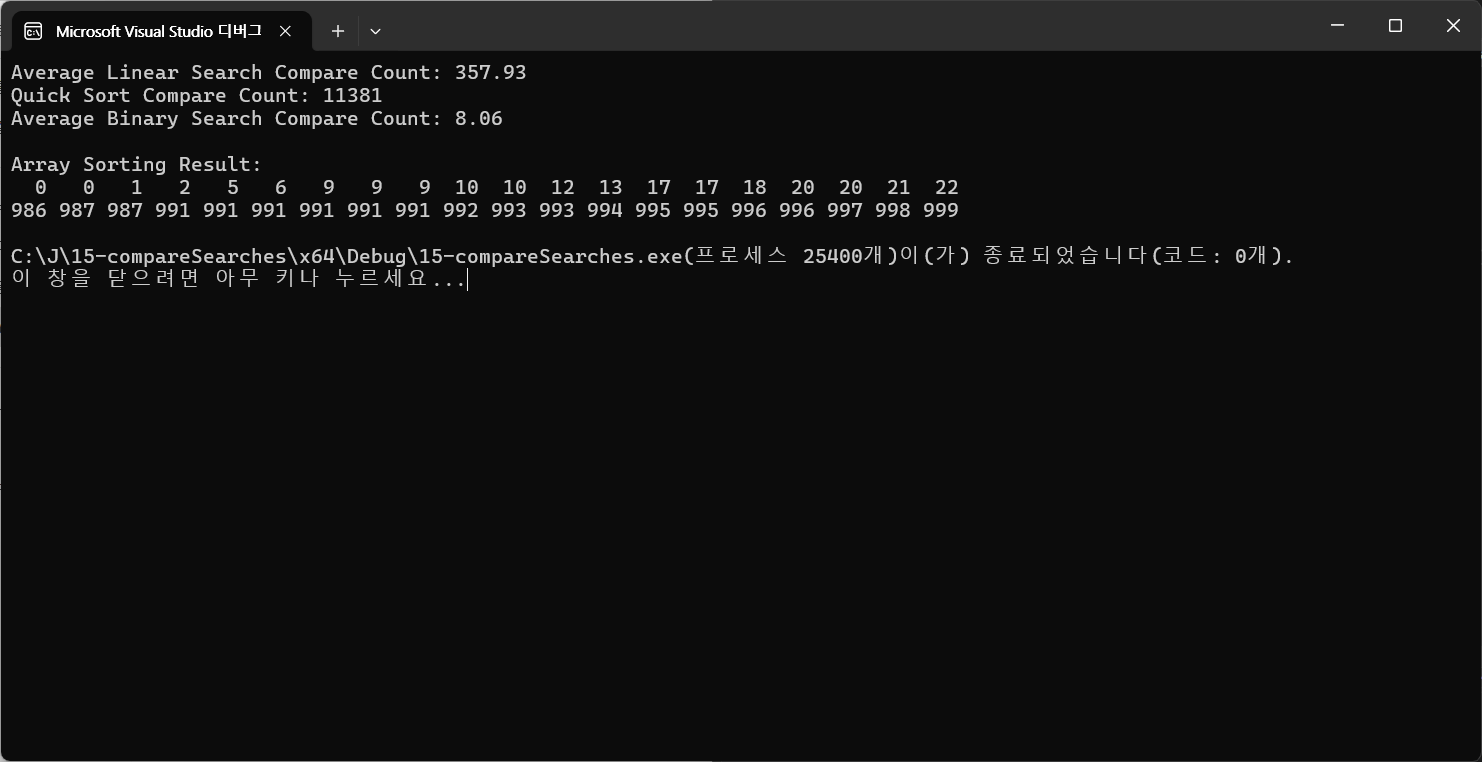 Microsoft Visual Studio 디버그
Average Linear Search Compare Count: 357.93
Quick Sort Compare Count: 11381
Average Binary Search Compare Count: 8.06
Array Sorting Result:
0 0 1 2 5 6 9 9 9 10 10 12 13 17 17 18 20 20 21 22
986 987 987 991 991 991 991 991 991 992 993 993 994 995 995 996 996 997 998 999
C:\J\15-compareSearches\x64\Debug\15-compareSearches.exe(프로세스 25400개)이(가) 종료되었습니다(코드: 0개).
이 창을 닫으려면 아무 키나 누르세요...